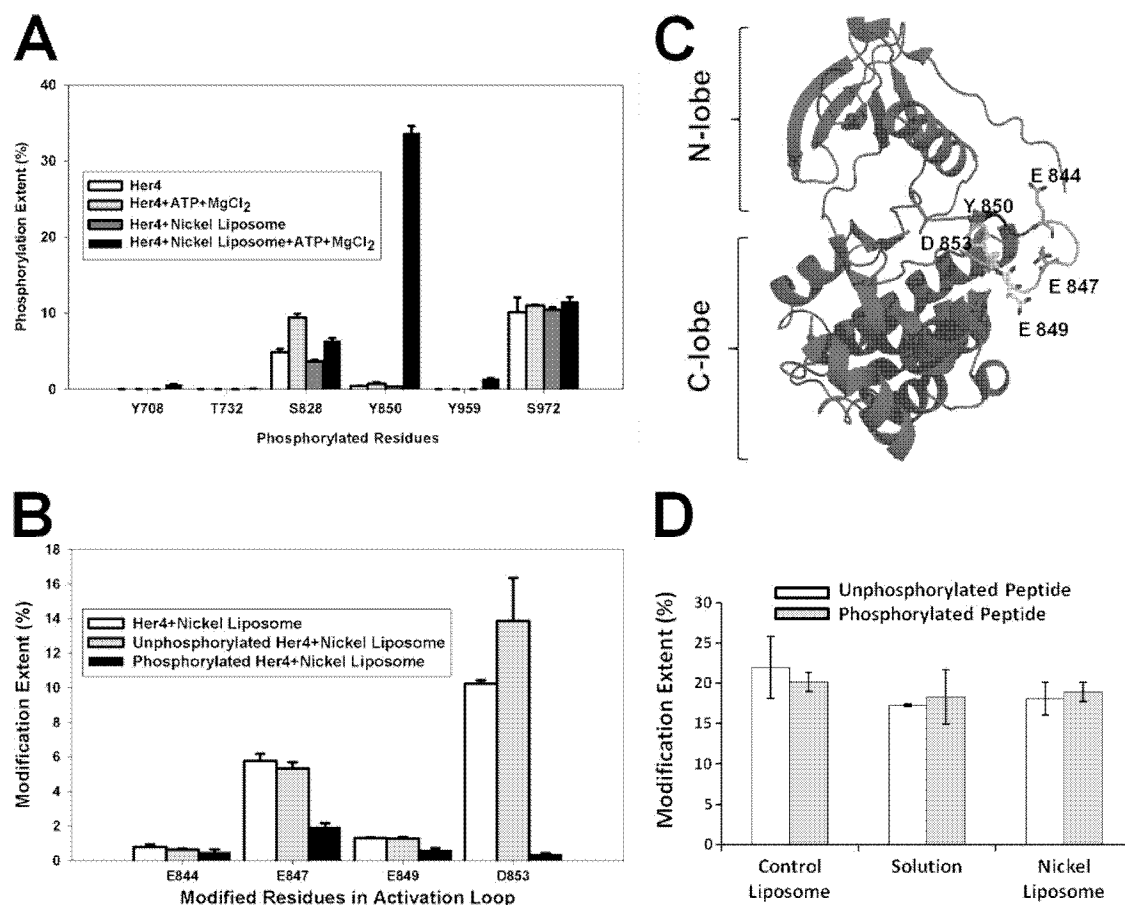 A
Phosphorylation Extent (%)
40
30
20
10
0
Her4
Her4+ATP+MgCl₂
Her4+Nickel Liposome
Her4+Nickel Liposome+ATP+MgCl₂
Y708 T732 S828 Y850 Y959 S972
Phosphorylated Residues
C
N-lobe
C-lobe
E 844
Y 850
D 853
E 847
E 849
B
Modification Extent (%)
18
16
14
12
10
8
6
4
2
0
Her4+Nickel Liposome
Unphosphorylated Her4+Nickel Liposome
Phosphorylated Her4+Nickel Liposome
E844 E847 E849 D853
Modified Residues in Activation Loop
D
Unphosphorylated Peptide
Phosphorylated Peptide
Modification Extent (%)
30
25
20
15
10
5
0
Control Solution Nickel
Liposome Liposome